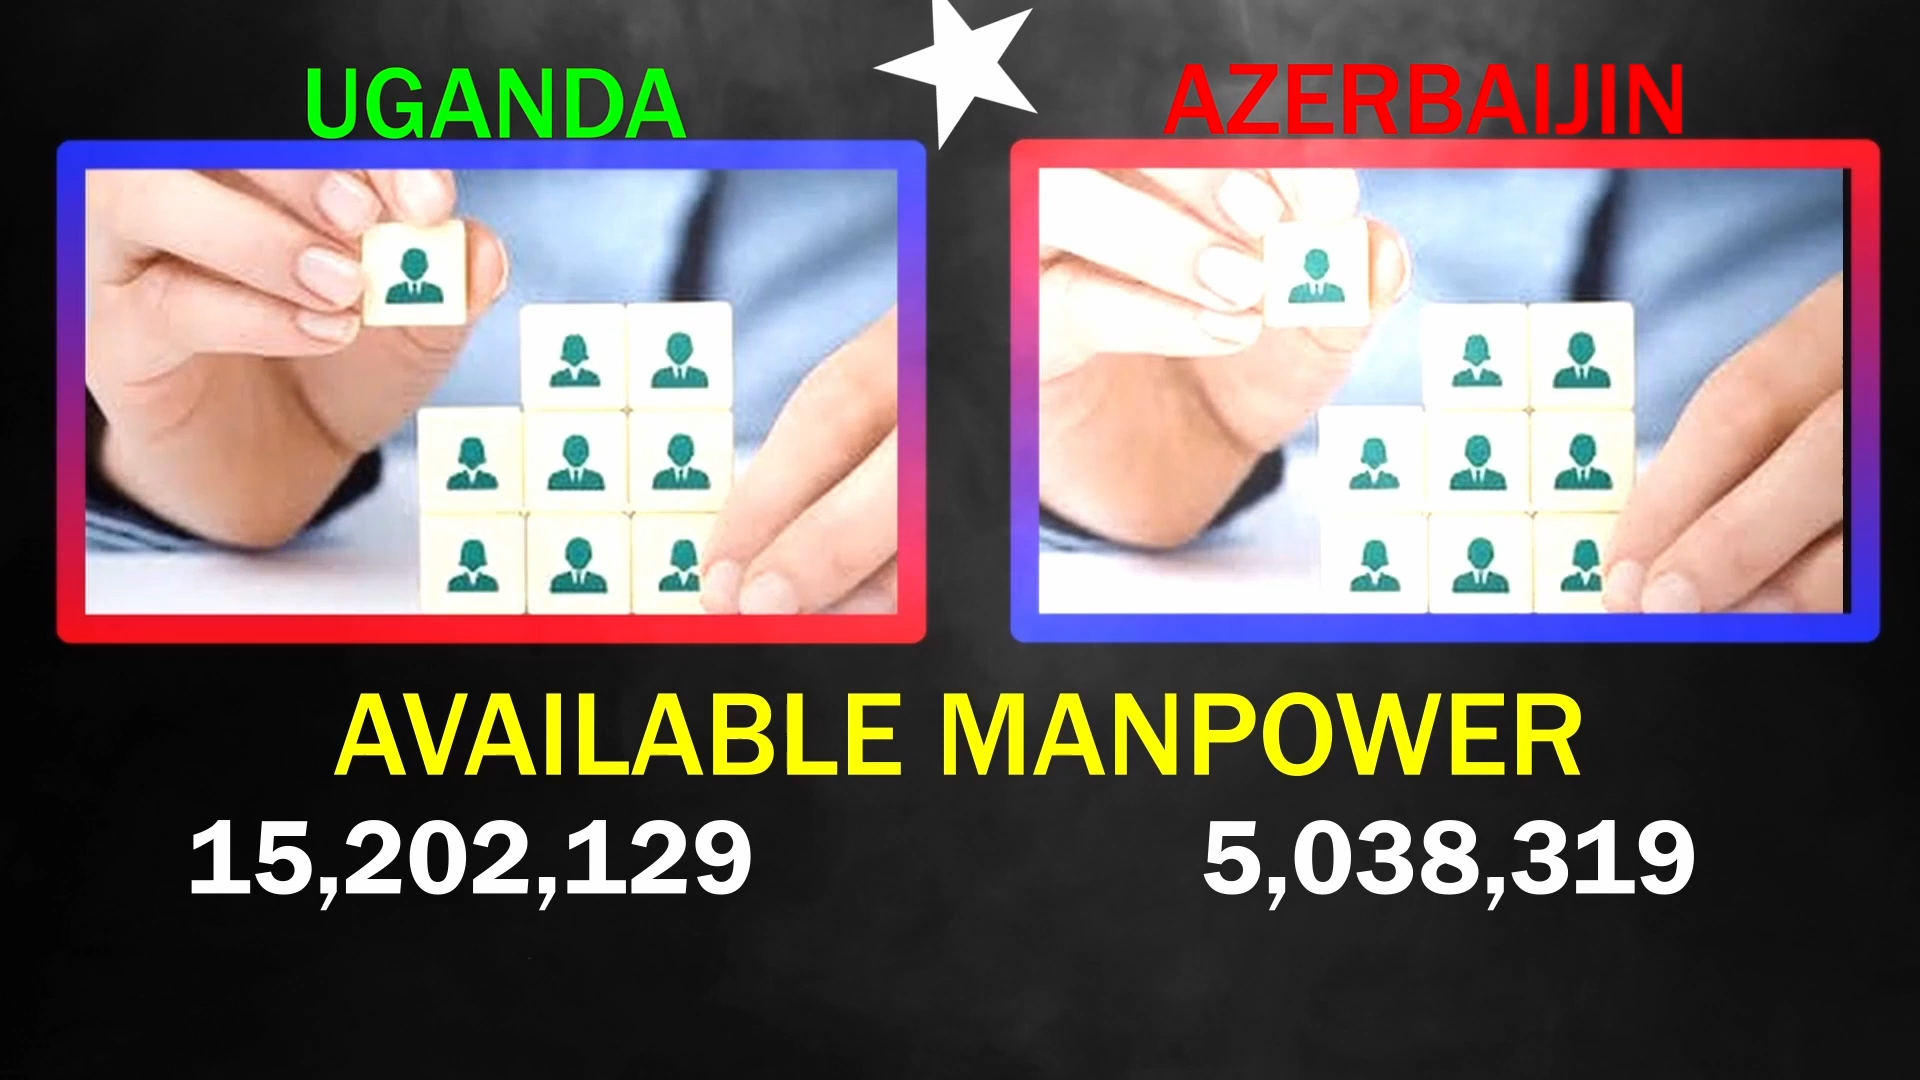 UGANDA
AZERBAIJIN
AVAILABLE MANPOWER
15,202,129
5,038,319